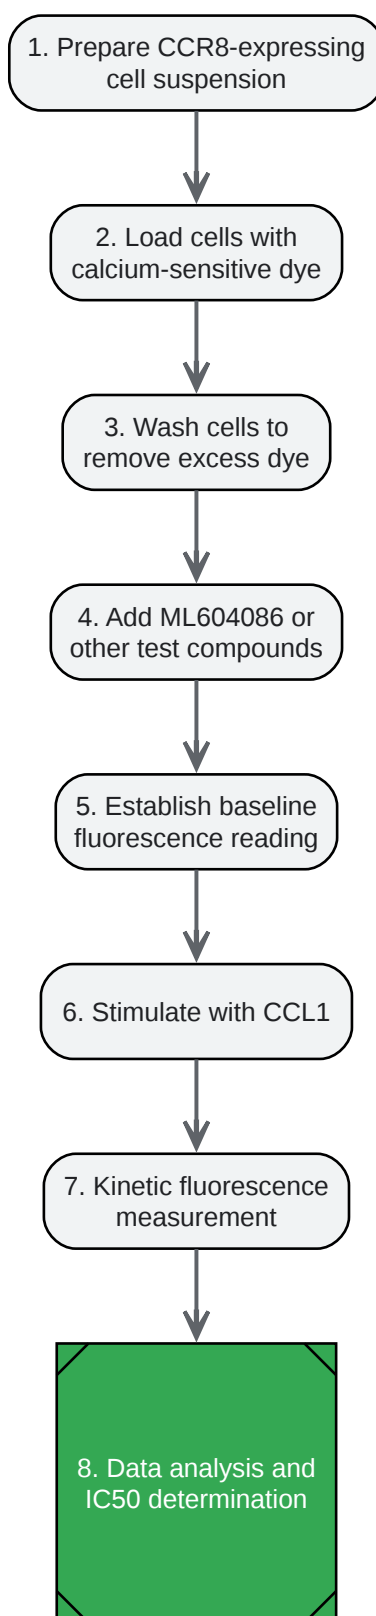 1. Prepare CCR8-expressing
cell suspension
2. Load cells with
calcium-sensitive dye
3. Wash cells to
remove excess dye
4. Add ML604086 or
other test compounds
5. Establish baseline
fluorescence reading
6. Stimulate with CCL1
7. Kinetic fluorescence
measurement
8. Data analysis and
IC50 determination